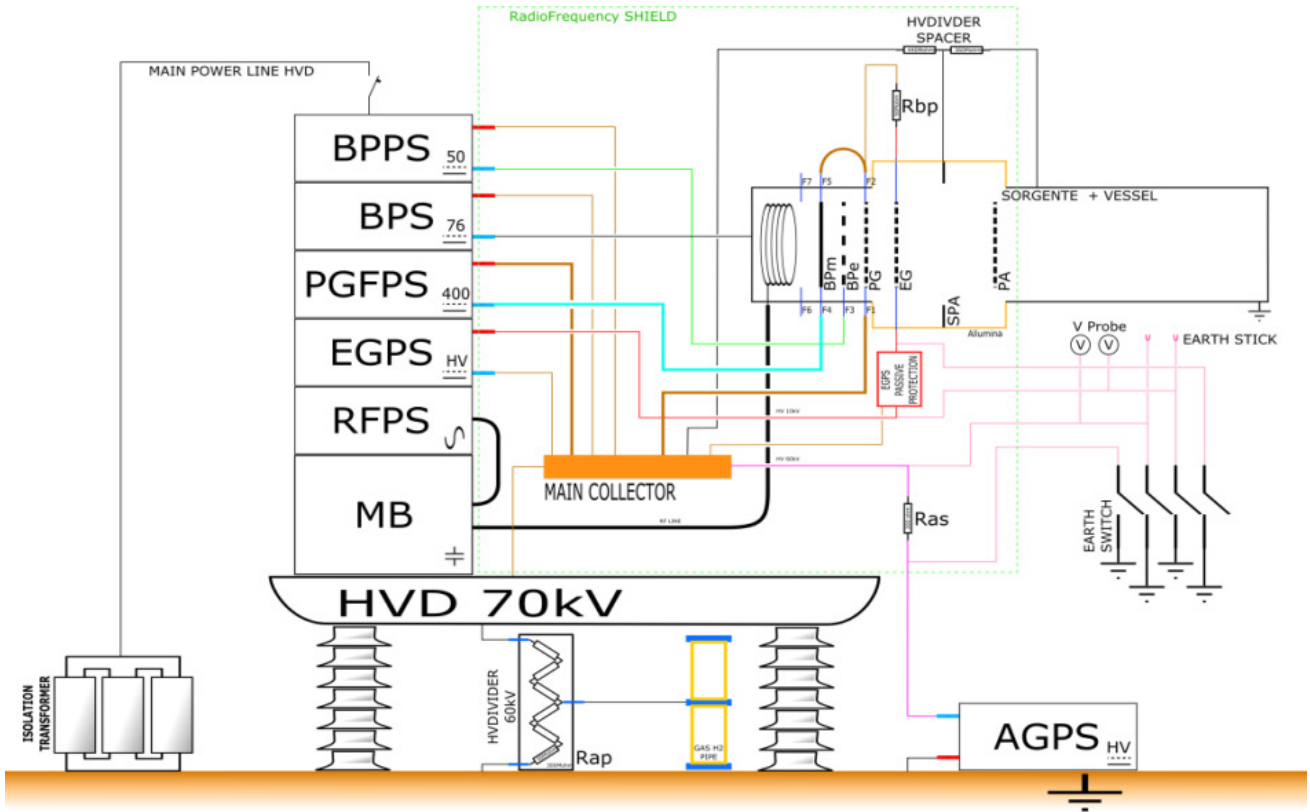 RadioFrequency SHIELD
HVDIVDER
SPACER
MAIN POWER LINE HVD
Rbp
BPPS
50
BPS
76
PGFPS
400
EGPS
HV
RFPS
MB
F7
F5
F2
SORGENTE + VESSEL
BPm
BPe
PG
EG
SPA
PA
F6
F4
F3
F1
Allumina
V Probe
V
V
EARTH STICK
EGPS
PASSIVE
PROTECTION
HV 10kV
HV 60kV
MAIN COLLECTOR
RF LINE
Ras
EARTH
SWITCH
HVD 70kV
ISOLATION
TRANSFORMER
HVDIVIDER
60kV
Rap
GAS H2
PIPE
AGPS
HV